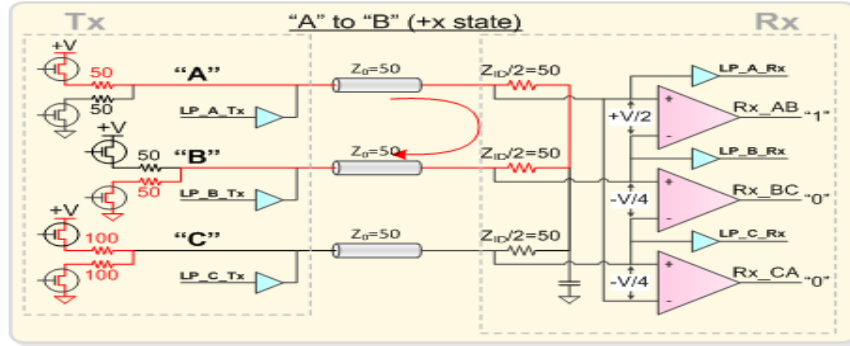 Tx
"A" to "B" (+x state)
Rx
+V
50
50
"A"
LP_A_Tx
Z₀=50
Z_ID/2=50
LP_A_Rx
+
-
+V/2
Rx_AB
"1"
+V
50
50
"B"
LP_B_Tx
Z₀=50
Z_ID/2=50
LP_B_Rx
+
-
-V/4
Rx_BC
"0"
+V
100
100
"C"
LP_C_Tx
Z₀=50
Z_ID/2=50
LP_C_Rx
+
-
-V/4
Rx_CA
"0"